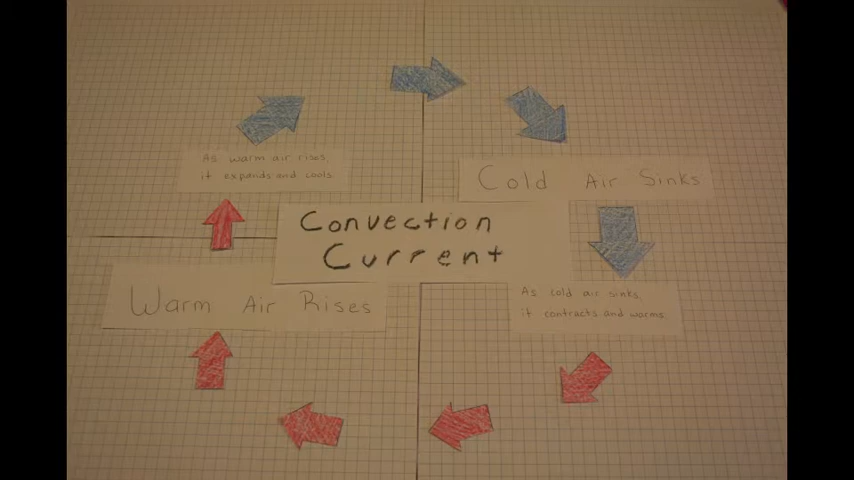 As warm air rises,
it expands and cools.
Cold Air Sinks
Convection
Current
As cold air sinks,
it contracts and warms.
Warm Air Rises